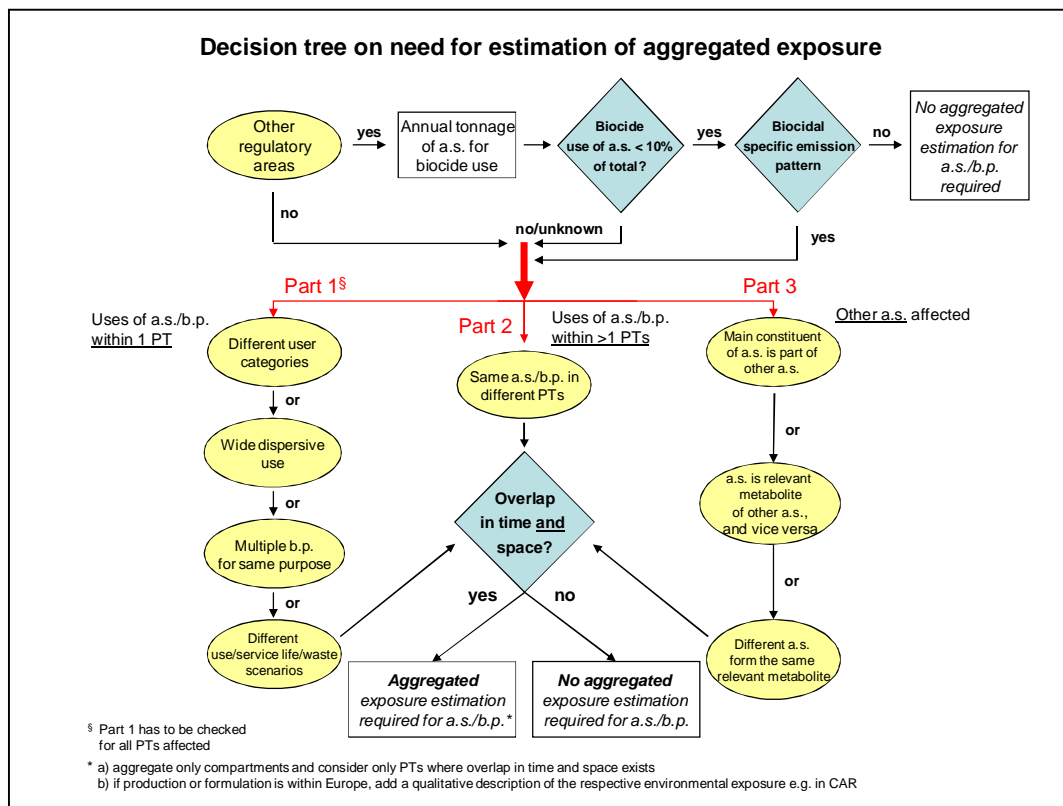 Decision tree on need for estimation of aggregated exposure
Other
regulatory
areas
yes
Annual tonnage
of a.s. for
biocide use
Biocide
use of a.s. < 10%
of total?
yes
Biocidal
specific emission
pattern
no
No aggregated
exposure
estimation for
a.s./b.p.
required
no
no/unknown
yes
Part 1§
Part 2
Part 3
Uses of a.s./b.p.
within 1 PT
Uses of a.s./b.p.
within >1 PTs
Other a.s. affected
Different user
categories
or
Wide dispersive
use
or
Multiple b.p.
for same purpose
or
Different
use/service life/waste
scenarios
Same a.s./b.p. in
different PTs
Overlap
in time and
space?
yes
no
Aggregated
exposure estimation
required for a.s./b.p.*
No aggregated
exposure estimation
required for a.s./b.p.
Main constituent
of a.s. is part of
other a.s.
or
a.s. is relevant
metabolite
of other a.s.,
and vice versa
or
Different a.s.
form the same
relevant metabolite
§ Part 1 has to be checked
for all PTs affected
* a) aggregate only compartments and consider only PTs where overlap in time and space exists
b) if production or formulation is within Europe, add a qualitative description of the respective environmental exposure e.g. in CAR